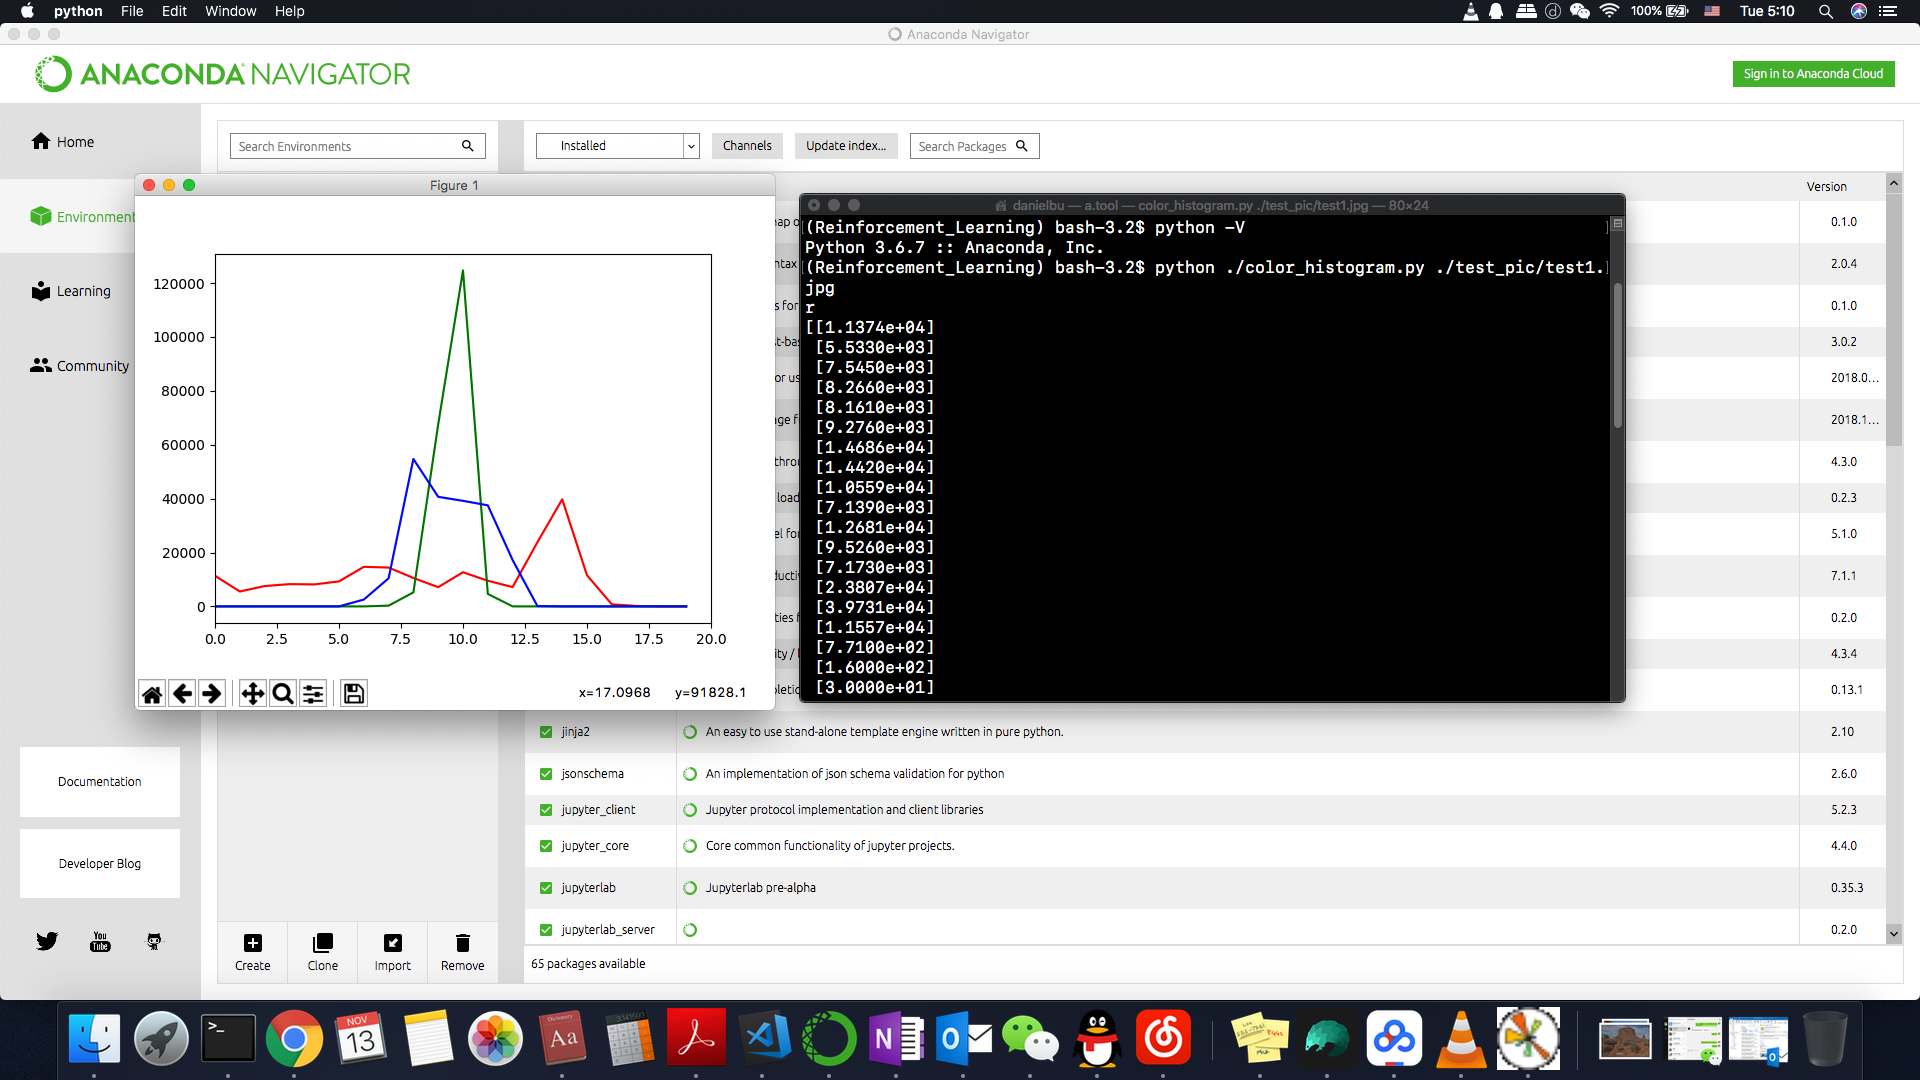 python File Edit Window Help
100% Tue 5:10
Anaconda Navigator
ANACONDA NAVIGATOR
Sign in to Anaconda Cloud
Home
Environment
Learning
Community
Search Environments
Installed
Channels
Update index...
Search Packages
Version
0.1.0
2.0.4
0.1.0
3.0.2
2018.0...
2018.1...
4.3.0
0.2.3
5.1.0
7.1.1
0.2.0
4.3.4
0.13.1
Figure 1
120000
100000
80000
60000
40000
20000
0
0.0 2.5 5.0 7.5 10.0 12.5 15.0 17.5 20.0
x=17.0968 y=91828.1
danielbu — a.tool — color_histogram.py ./test_pic/test1.jpg — 80×24
(Reinforcement_Learning) bash-3.2$ python -V
Python 3.6.7 :: Anaconda, Inc.
(Reinforcement_Learning) bash-3.2$ python ./color_histogram.py ./test_pic/test1.
jpg
r
[[1.1374e+04]
[5.5330e+03]
[7.5450e+03]
[8.2660e+03]
[8.1610e+03]
[9.2760e+03]
[1.4686e+04]
[1.4420e+04]
[1.0559e+04]
[7.1390e+03]
[1.2681e+04]
[9.5260e+03]
[7.1730e+03]
[2.3807e+04]
[3.9731e+04]
[1.1557e+04]
[7.7100e+02]
[1.6000e+02]
[3.0000e+01]
jinja2 An easy to use stand-alone template engine written in pure python. 2.10
jsonschema An implementation of json schema validation for python 2.6.0
jupyter_client Jupyter protocol implementation and client libraries 5.2.3
jupyter_core Core common functionality of jupyter projects. 4.4.0
jupyterlab Jupyterlab pre-alpha 0.35.3
jupyterlab_server 0.2.0
65 packages available
Documentation
Developer Blog
You
Tube
Create Clone Import Remove
NOV
13
Dictionary
Aa